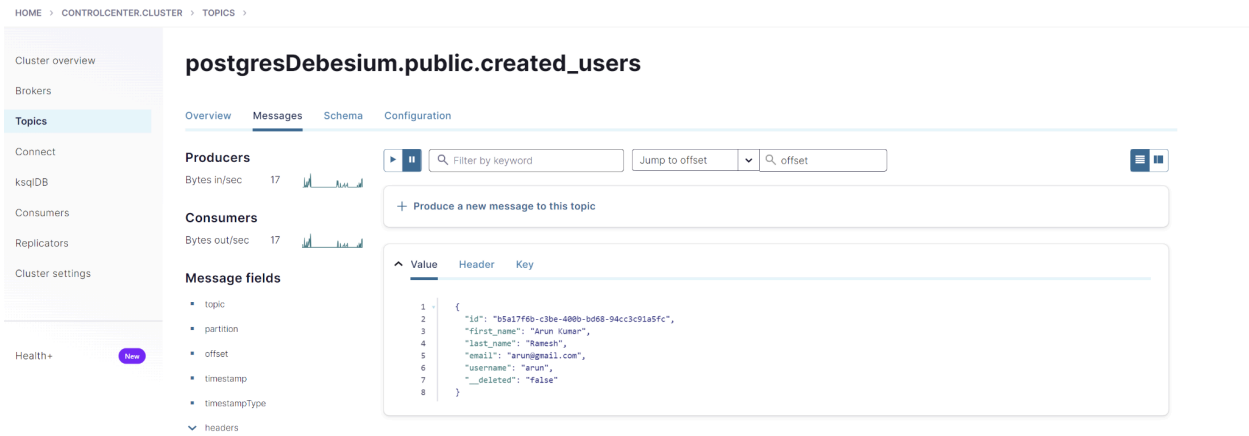 HOME > CONTROLCENTER.CLUSTER > TOPICS >
Cluster overview
Brokers
Topics
Connect
ksqlDB
Consumers
Replicators
Cluster settings
Health+ New
postgresDebesium.public.created_users
Overview Messages Schema Configuration
Producers
Bytes in/sec 17
Consumers
Bytes out/sec 17
Message fields
topic
partition
offset
timestamp
timestampType
headers
Filter by keyword Jump to offset offset
+ Produce a new message to this topic
Value Header Key
1 {
2 "id": "b5a17f6b-c3be-400b-bd68-94cc3c91a5fc",
3 "first_name": "Arun Kumar",
4 "last_name": "Ramesh",
5 "email": "arun@gmail.com",
6 "username": "arun",
7 "__deleted": "false"
8 }